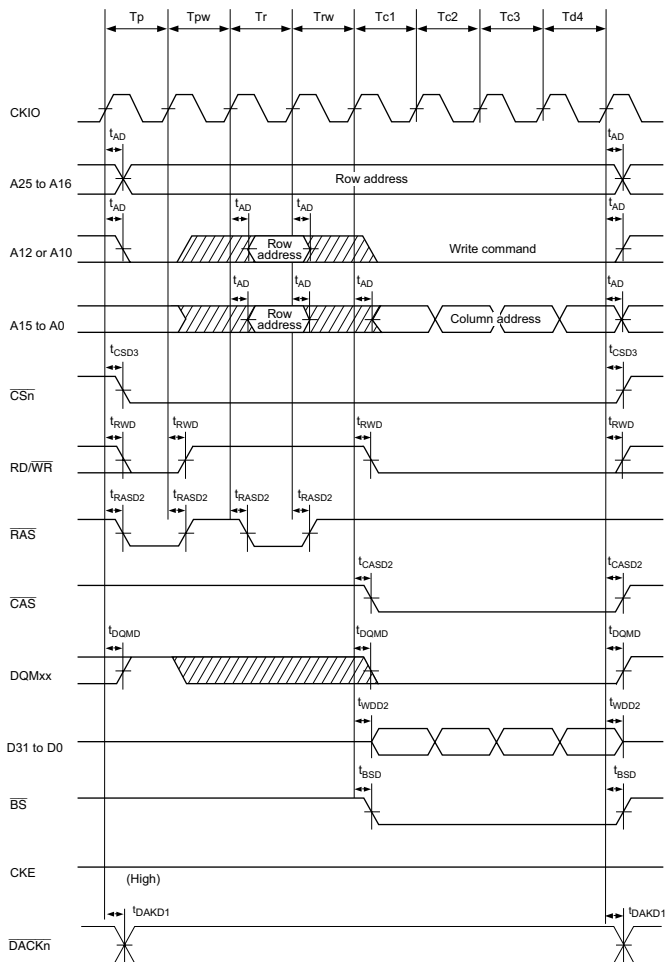 Tp Tpw Tr Trw Tc1 Tc2 Tc3 Td4
CKIO
tAD tAD
A25 to A16 Row address
tAD tAD tAD tAD
A12 or A10 Row address Write command
tAD tAD tAD tAD
A15 to A0 Row address Column address
tCSD3 tCSD3
CSn
tRWD tRWD tRWD tRWD
RD/WR
tRASD2 tRASD2 tRASD2 tRASD2
RAS
tCASD2 tCASD2
CAS
tDQMD tDQMD tDQMD
DQMxx
tWDD2 tWDD2
D31 to D0
tBSD tBSD
BS
CKE
(High)
tDAKD1 tDAKD1
DACKn